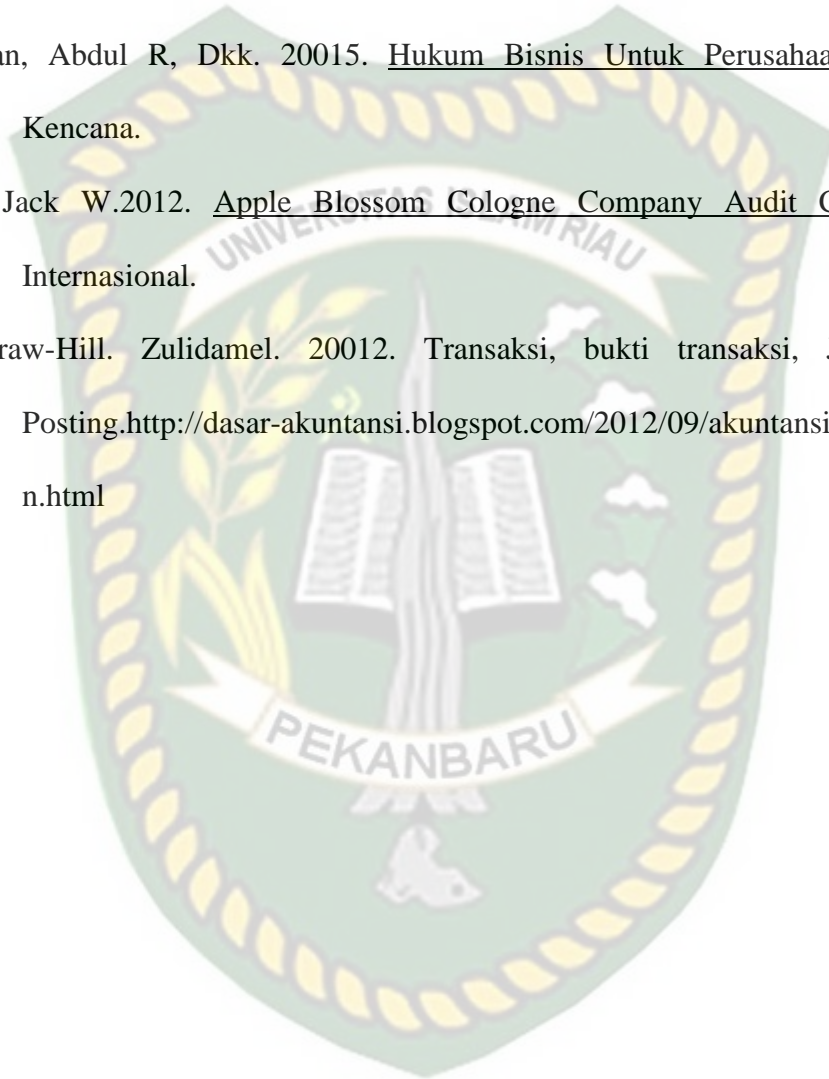 an, Abdul R, Dkk. 20015. Hukum Bisnis Untuk Perusahaa
Kencana.
Jack W.2012. Apple Blossom Cologne Company Audit C
Internasional.
raw-Hill. Zulidamel. 20012. Transaksi, bukti transaksi,
Posting.http://dasar-akuntansi.blogspot.com/2012/09/akuntansi
n.html
UNIVERSITAS ISLAM RIAU
PEKANBARU